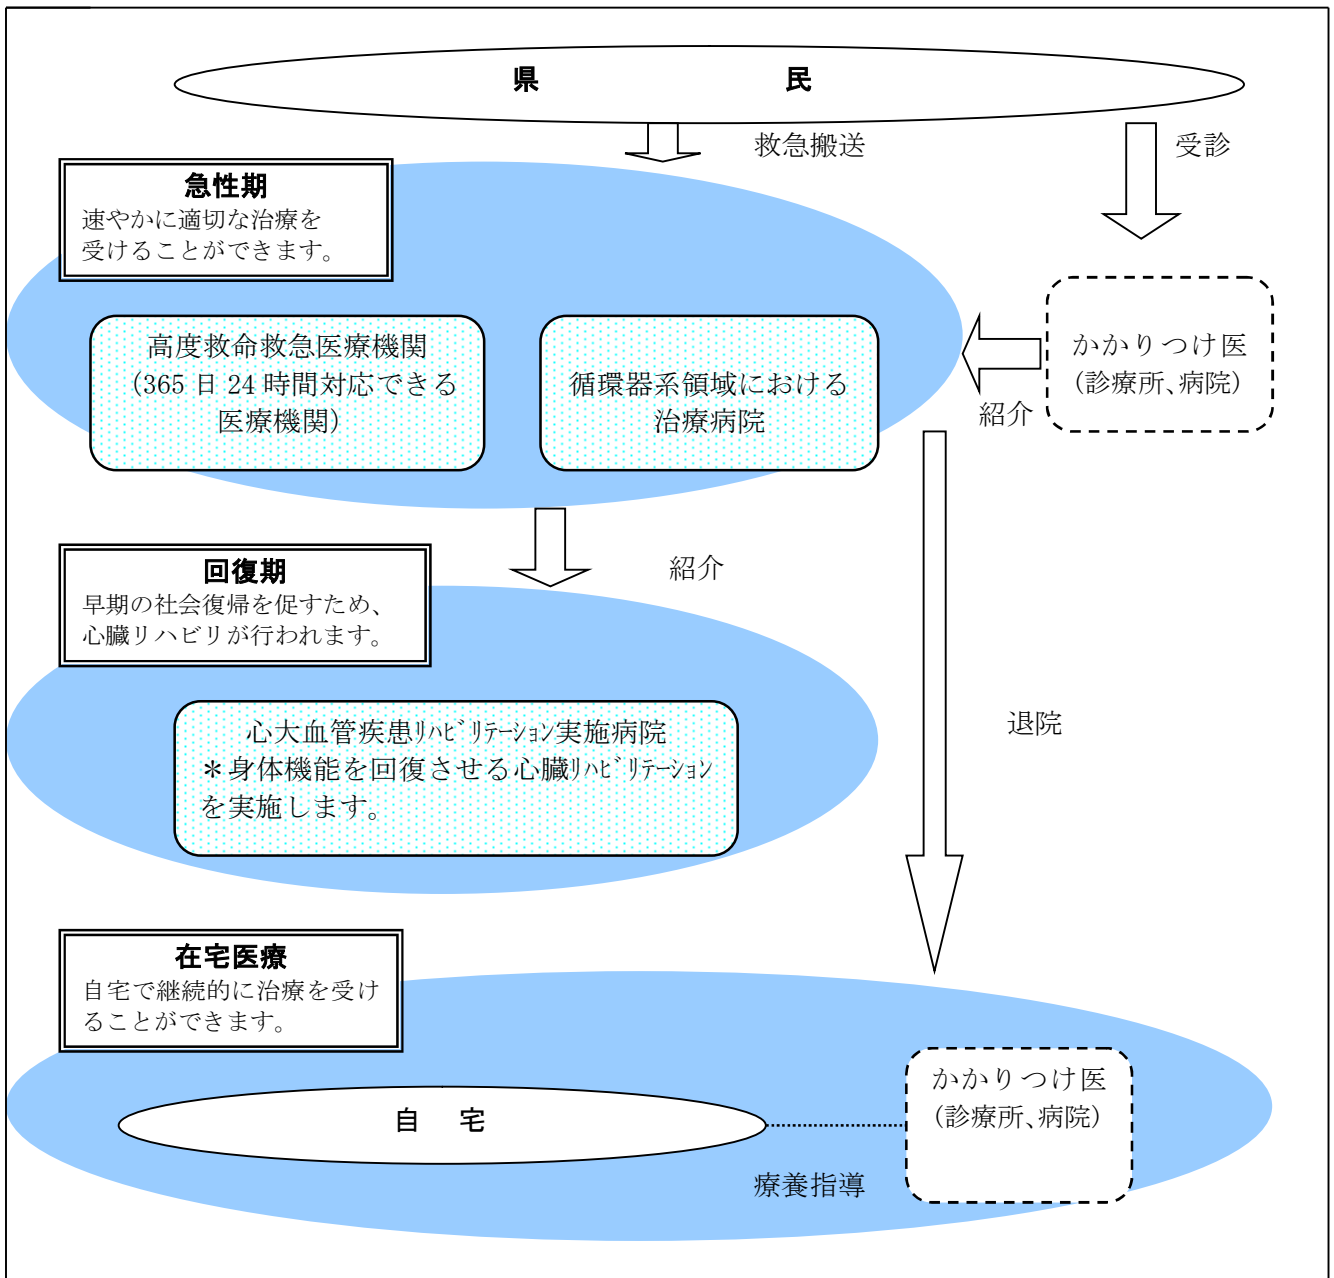 県　民
救急搬送
受診
急性期
速やかに適切な治療を
受けることができます。
高度救命救急医療機関
（365 日 24 時間対応できる
医療機関）
循環器系領域における
治療病院
かかりつけ医
（診療所、病院）
紹介
紹介
回復期
早期の社会復帰を促すため、
心臓リハビリが行われます。
心大血管疾患ﾘﾊﾋﾞﾘﾃｰｼｮﾝ実施病院
＊身体機能を回復させる心臓ﾘﾊﾋﾞﾘﾃｰｼｮﾝ
を実施します。
退院
在宅医療
自宅で継続的に治療を受け
ることができます。
自　宅
かかりつけ医
（診療所、病院）
療養指導